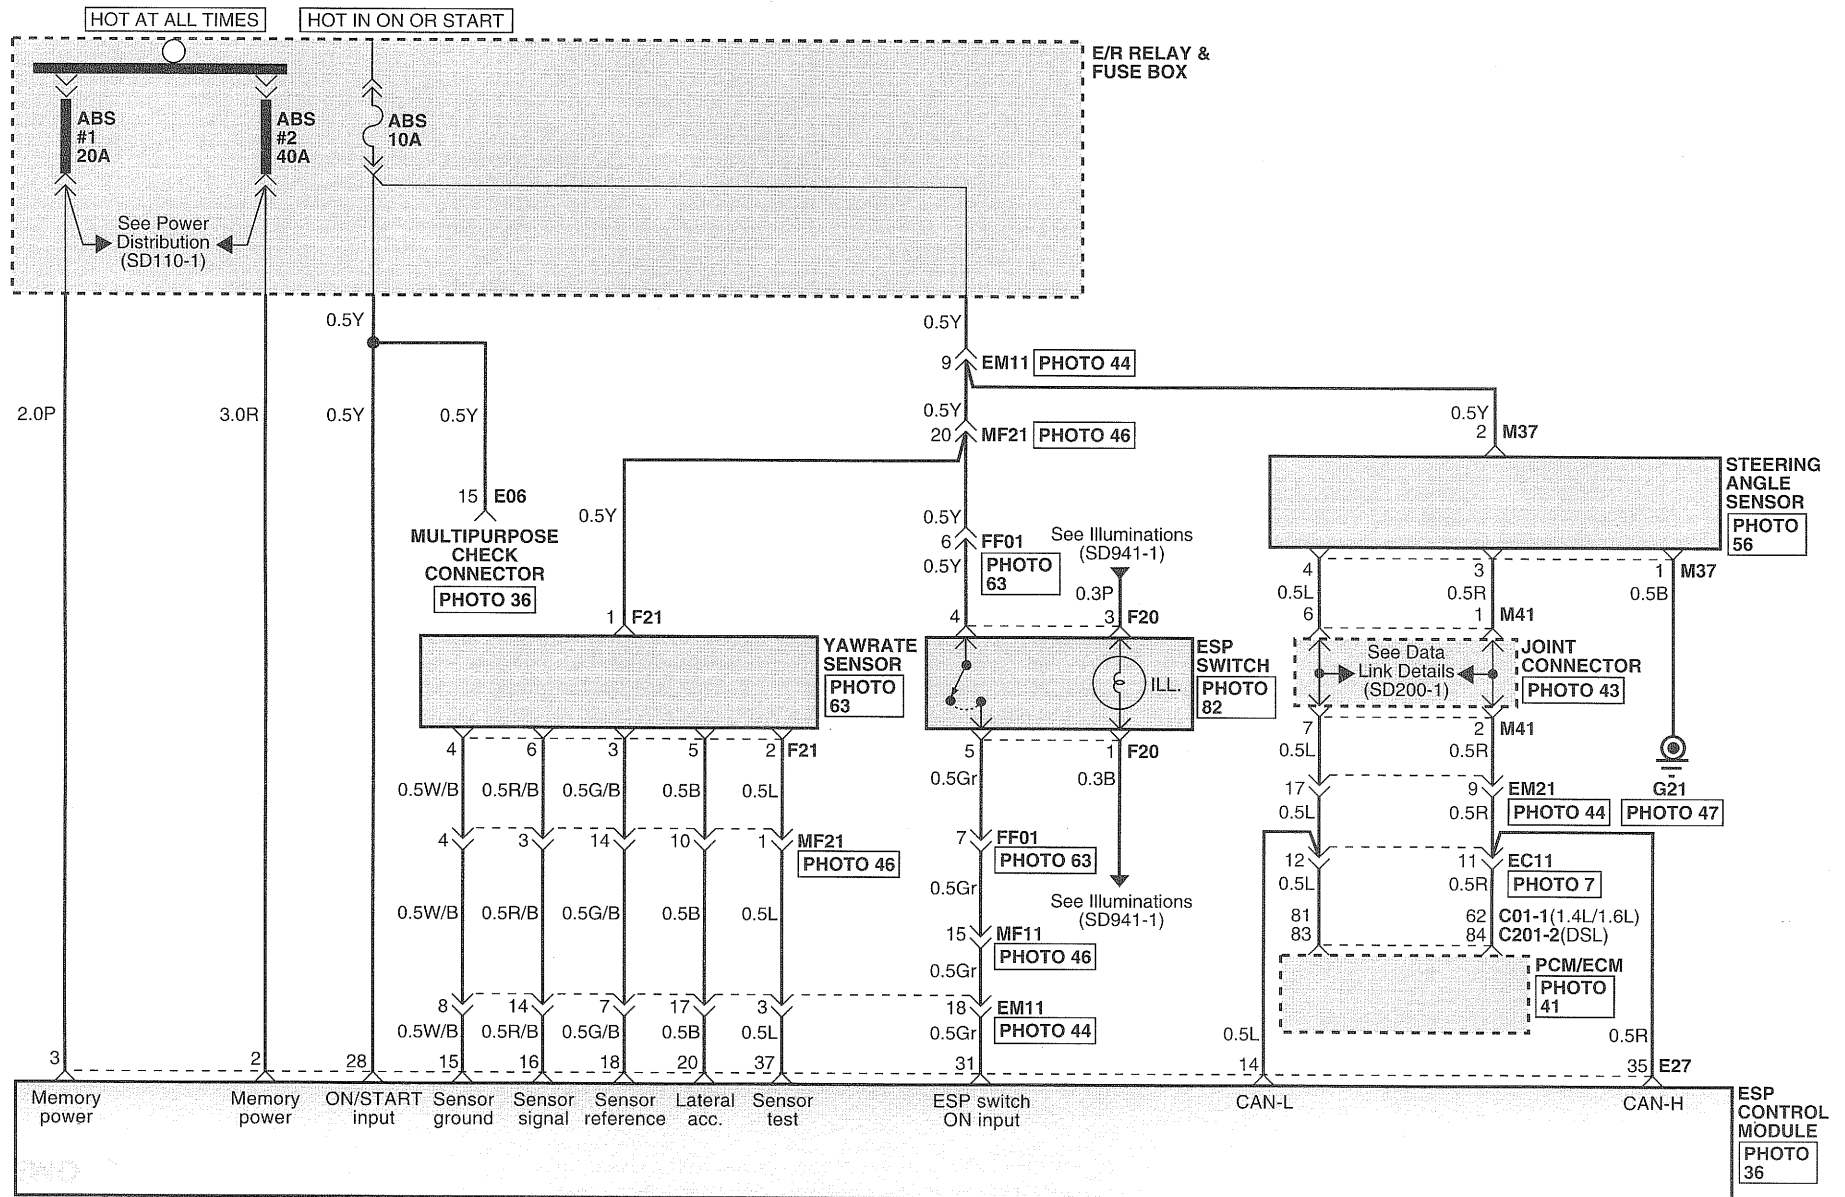 HOT AT ALL TIMES
HOT IN ON OR START
E/R RELAY &
FUSE BOX
ABS
#1
20A
ABS
#2
40A
ABS
10A
See Power
Distribution
(SD110-1)
0.5Y
0.5Y
9 EM11 PHOTO 44
2.0P
3.0R
0.5Y
0.5Y
0.5Y
0.5Y
20 MF21 PHOTO 46
2 M37
STEERING
ANGLE
SENSOR
PHOTO
56
15 E06
MULTIPURPOSE
CHECK
CONNECTOR
PHOTO 36
0.5Y
0.5Y
6 FF01
PHOTO
63
0.5Y
See Illuminations
(SD941-1)
0.3P
4 3 1 M37
0.5L 0.5R 0.5B
6 1 M41
1 F21
4 3 F20
YAWRATE
SENSOR
PHOTO
63
ILL.
ESP
SWITCH
PHOTO
82
See Data
Link Details
(SD200-1)
JOINT
CONNECTOR
PHOTO 43
4 6 3 5 2 F21
5 1 F20
7 2 M41
0.5L 0.5R
0.5W/B 0.5R/B 0.5G/B 0.5B 0.5L
0.5Gr 0.3B
17 9 EM21
PHOTO 44
0.5L 0.5R
G21
PHOTO 47
4 3 14 10 1 MF21
PHOTO 46
7 FF01
PHOTO 63
12 11 EC11
PHOTO 7
0.5L 0.5R
0.5W/B 0.5R/B 0.5G/B 0.5B 0.5L
0.5Gr
See Illuminations
(SD941-1)
81 62 C01-1(1.4L/1.6L)
83 84 C201-2(DSL)
15 MF11
PHOTO 46
0.5Gr
PCM/ECM
PHOTO
41
8 14 7 17 3 18 EM11
PHOTO 44
0.5W/B 0.5R/B 0.5G/B 0.5B 0.5L 0.5Gr 0.5L 0.5R
3 2 28 15 16 18 20 37 31 14 35 E27
Memory
power
Memory
power
ON/START
input
Sensor
ground
Sensor
signal
Sensor
reference
Lateral
acc.
Sensor
test
ESP switch
ON input
CAN-L
CAN-H
ESP
CONTROL
MODULE
PHOTO
36